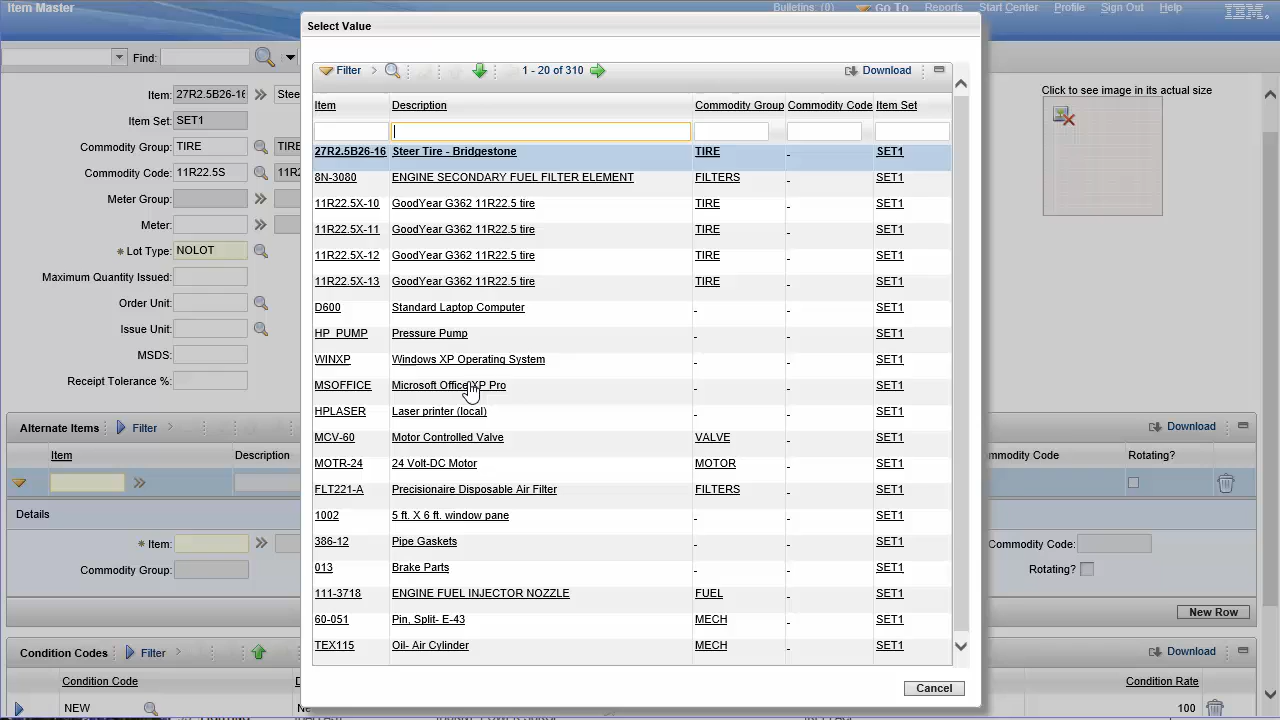 Item Master
Bulletins: (0) Go To Reports Start Center Profile Sign Out Help IBM
Select Value
Find:
Filter 1 - 20 of 310 Download
Item Description Commodity Group Commodity Code Item Set
27R2.5B26-16 Steer Tire - Bridgestone TIRE - SET1
8N-3080 ENGINE SECONDARY FUEL FILTER ELEMENT FILTERS - SET1
11R22.5X-10 GoodYear G362 11R22.5 tire TIRE - SET1
11R22.5X-11 GoodYear G362 11R22.5 tire TIRE - SET1
11R22.5X-12 GoodYear G362 11R22.5 tire TIRE - SET1
11R22.5X-13 GoodYear G362 11R22.5 tire TIRE - SET1
D600 Standard Laptop Computer - - SET1
HP_PUMP Pressure Pump - - SET1
WINXP Windows XP Operating System - - SET1
MSOFFICE Microsoft Office XP Pro - - SET1
HPLASER Laser printer (local) - - SET1
MCV-60 Motor Controlled Valve VALVE - SET1
MOTR-24 24 Volt-DC Motor MOTOR - SET1
FLT221-A Precisionaire Disposable Air Filter FILTERS - SET1
1002 5 ft. X 6 ft. window pane - - SET1
386-12 Pipe Gaskets - - SET1
013 Brake Parts - - SET1
111-3718 ENGINE FUEL INJECTOR NOZZLE FUEL - SET1
60-051 Pin, Split- E-43 MECH - SET1
TEX115 Oil- Air Cylinder MECH - SET1
Cancel
Item: 27R2.5B26-16 Stee
Item Set: SET1
Commodity Group: TIRE TIRE
Commodity Code: 11R22.5S 11R2
Meter Group:
Meter:
* Lot Type: NOLOT
Maximum Quantity Issued:
Order Unit:
Issue Unit:
MSDS:
Receipt Tolerance %:
Click to see image in its actual size
Alternate Items Filter Download
Item Description mmodity Code Rotating?
Details
* Item: Commodity Code:
Commodity Group: Rotating?
New Row
Condition Codes Filter Download
Condition Code D Condition Rate
NEW Ne 100